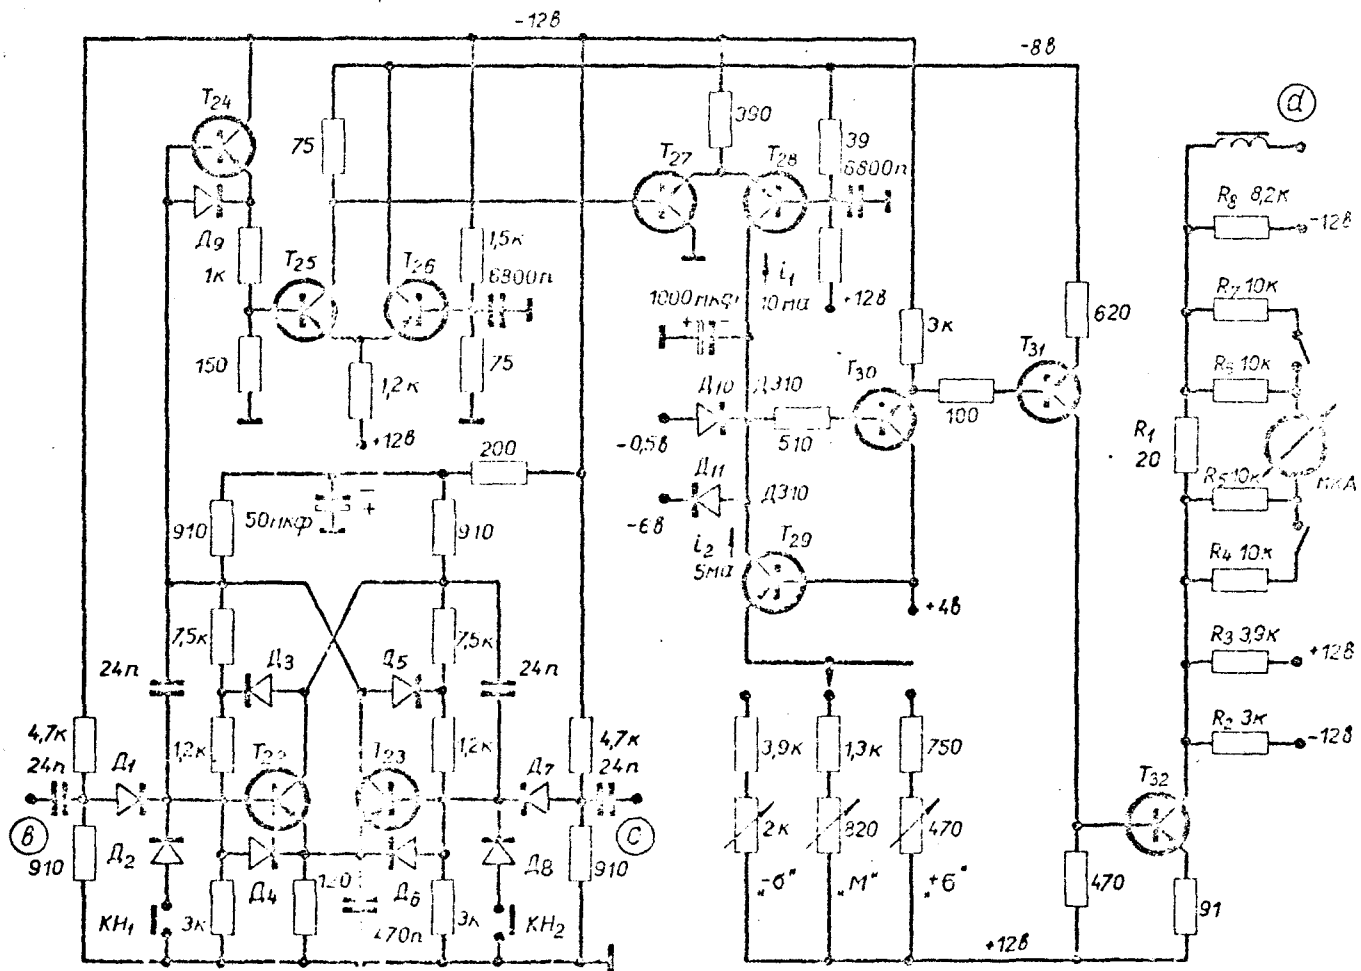 -12в
-8в
T24
d
75
390
39
6800п
T27
T28
R8 8,2к
-12в
Д9
1к
T25
T26
1,5к
6800п
i1
10ма
+12в
1000мкф
+
-
R7 10к
620
3к
T31
150
1,2к
75
Д10
Д310
T30
10к
100
+12в
-0,5в
510
R1
20
200
Д11
Д310
10к
мкА
-6в
910
50мкф
-
+
910
i2
5ма
T29
R4 10к
+4в
7,5к
7,5к
R3 3,9к
+12в
24п
Д3
Д5
24п
R2 3к
-12в
4,7к
1,2к
T22
T23
1,2к
4,7к
3,9к
1,3к
750
24п
Д1
Д7
24п
T32
в
Д2
с
2к
820
470
910
Д4
Д6
Д8
910
"-б"
"М"
"+б"
470
91
КН1
3к
470п
3к
КН2
+12в